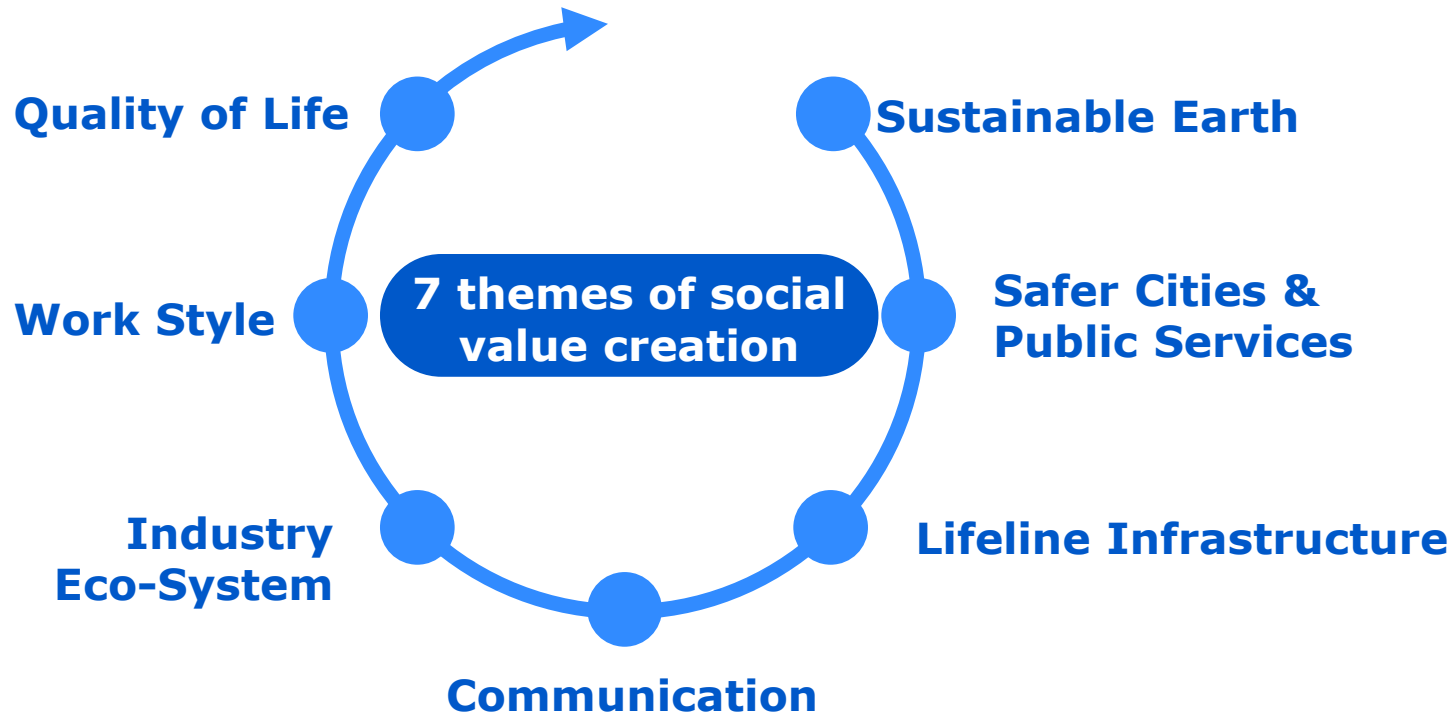 Quality of Life
Sustainable Earth
7 themes of social
value creation
Work Style
Safer Cities &
Public Services
Industry
Eco-System
Lifeline Infrastructure
Communication